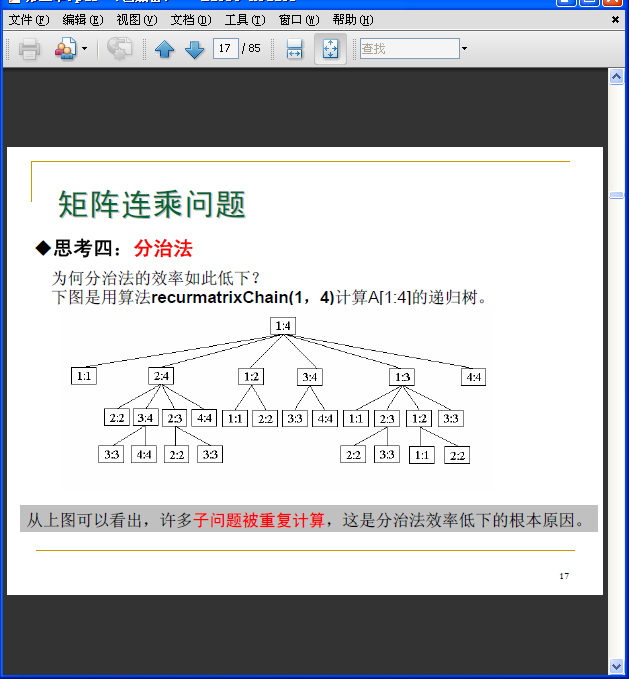 文件(F) 编辑(E) 视图(V) 文档(D) 工具(T) 窗口(W) 帮助(H)
17 / 85 查找
矩阵连乘问题
◆思考四：分治法
为何分治法的效率如此低下？
下图是用算法recurmatrixChain(1，4)计算A[1:4]的递归树。
1:4
1:1 2:4 1:2 3:4 1:3 4:4
2:2 3:4 2:3 4:4 1:1 2:2 3:3 4:4 1:1 2:3 1:2 3:3
3:3 4:4 2:2 3:3 2:2 3:3 1:1 2:2
从上图可以看出，许多子问题被重复计算，这是分治法效率低下的根本原因。
17